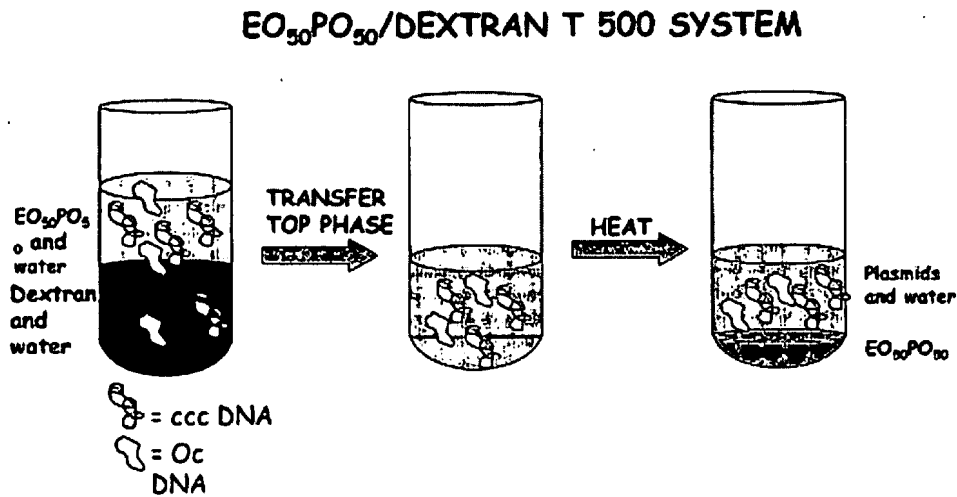 EO₅₀PO₅₀/DEXTRAN T 500 SYSTEM
EO₅₀PO₅
₀ and
water
Dextran
and
water
TRANSFER
TOP PHASE
HEAT
Plasmids
and water
EO₅₀PO₅₀
= ccc DNA
= Oc
DNA